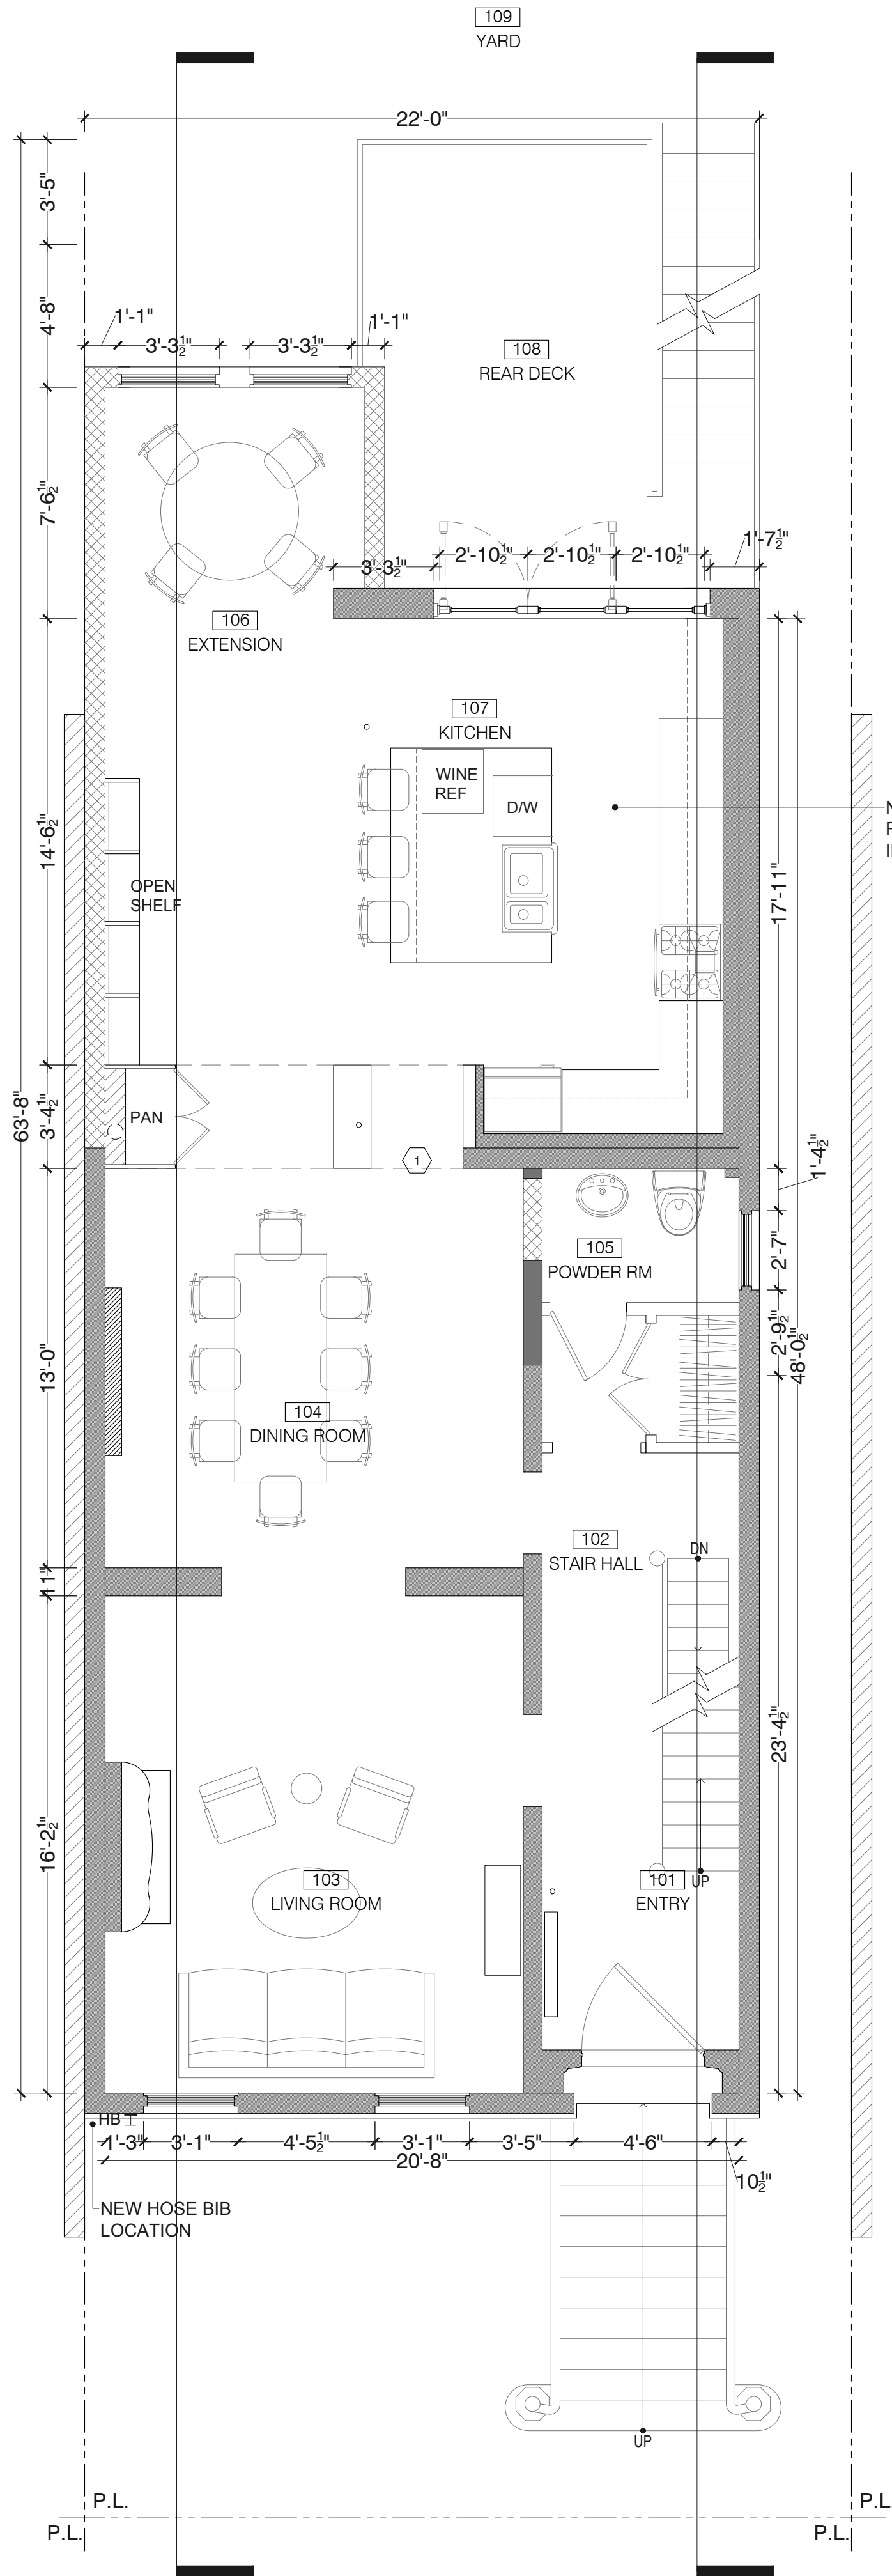 109
YARD
22'-0"
3'-5"
4'-8"
1'-1"
3'-3½"
3'-3½"
1'-1"
108
REAR DECK
7'-6½"
3'-3½"
2'-10½"
2'-10½"
2'-10½"
1'-7½"
106
EXTENSION
107
KITCHEN
WINE
REF
D/W
OPEN
SHELF
14'-6½"
17'-11"
63'-8"
3'-4½"
PAN
1
1'-4½"
105
POWDER RM
2'-7"
2'-9½"
48'-0½"
13'-0"
104
DINING ROOM
102
STAIR HALL
DN
11"
23'-4½"
16'-2½"
103
LIVING ROOM
101
ENTRY
UP
HB
1'-3"
3'-1"
4'-5½"
3'-1"
3'-5"
4'-6"
20'-8"
10½"
NEW HOSE BIB
LOCATION
UP
P.L.
P.L
P.L.
P.L.